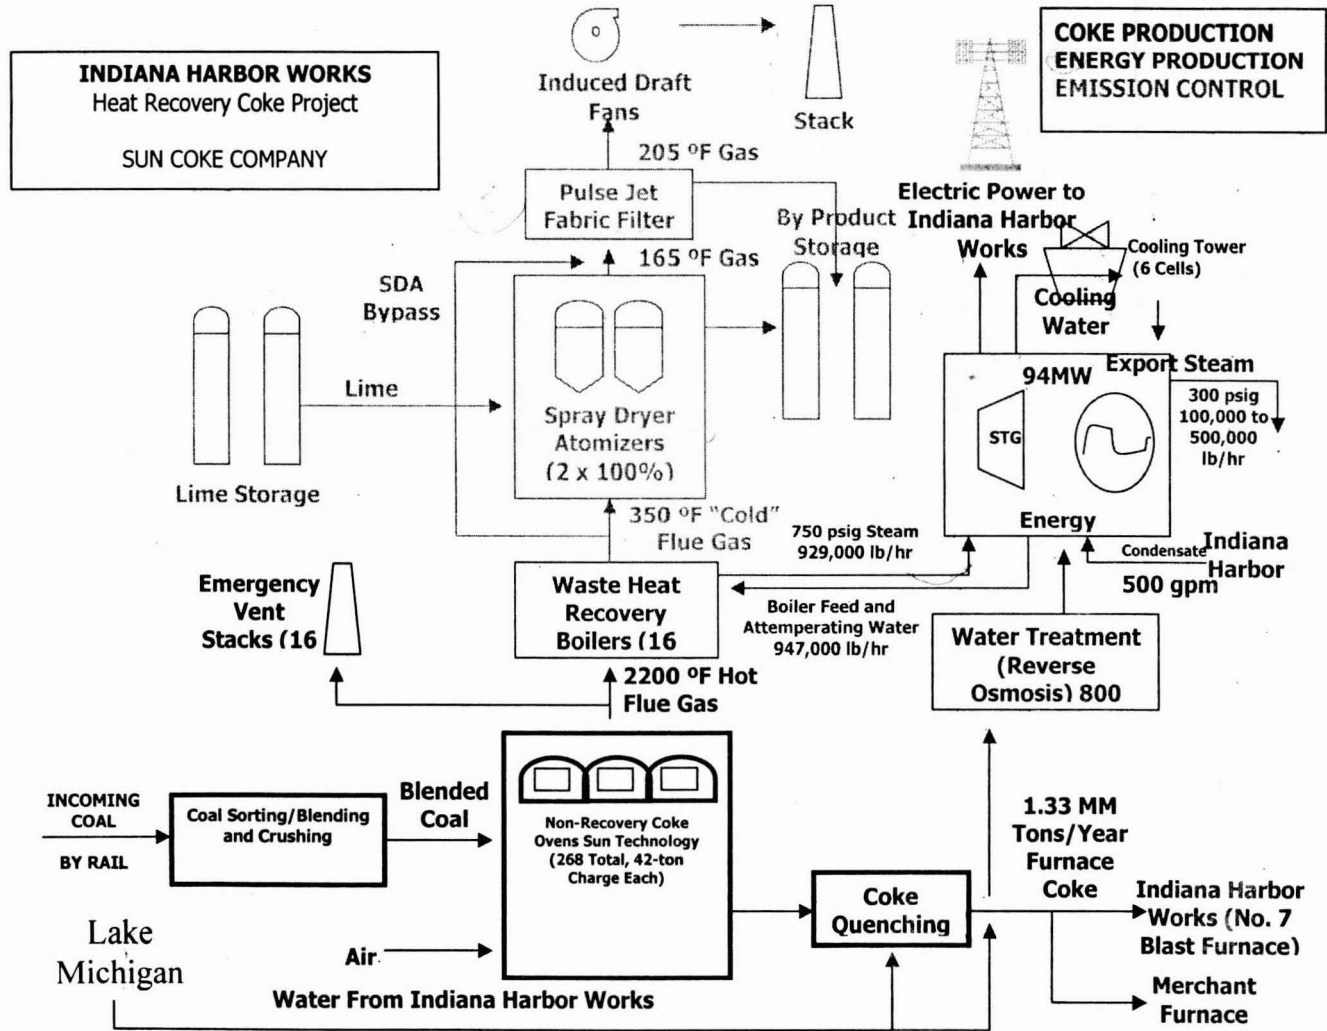 INDIANA HARBOR WORKS
Heat Recovery Coke Project
SUN COKE COMPANY
Induced Draft
Fans
Stack
COKE PRODUCTION
ENERGY PRODUCTION
EMISSION CONTROL
205 ºF Gas
Pulse Jet
Fabric Filter
165 ºF Gas
By Product
Storage
Electric Power to
Indiana Harbor
Works
Cooling Tower
(6 Cells)
Cooling
Water
SDA
Bypass
Lime
Lime Storage
Spray Dryer
Atomizers
(2 x 100%)
94MW
STG
Energy
Export Steam
300 psig
100,000 to
500,000
lb/hr
350 ºF "Cold"
Flue Gas
750 psig Steam
929,000 lb/hr
Condensate
500 gpm
Indiana
Harbor
Emergency
Vent
Stacks (16
Waste Heat
Recovery
Boilers (16
Boiler Feed and
Attemperating Water
947,000 lb/hr
Water Treatment
(Reverse
Osmosis) 800
2200 ºF Hot
Flue Gas
INCOMING
COAL
BY RAIL
Coal Sorting/Blending
and Crushing
Blended
Coal
Non-Recovery Coke
Ovens Sun Technology
(268 Total, 42-ton
Charge Each)
Air
Coke
Quenching
1.33 MM
Tons/Year
Furnace
Coke
Indiana Harbor
Works (No. 7
Blast Furnace)
Merchant
Furnace
Lake
Michigan
Water From Indiana Harbor Works